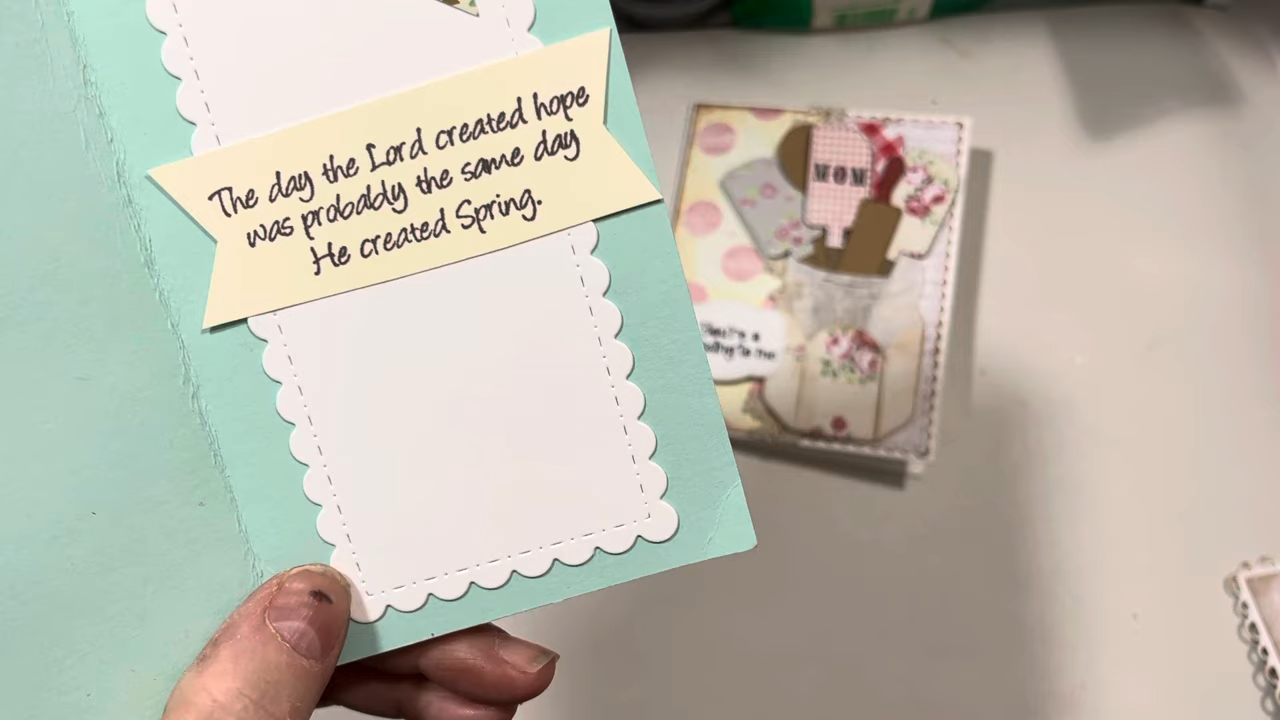 The day the Lord created hope
was probably the same day
He created Spring.
MOM